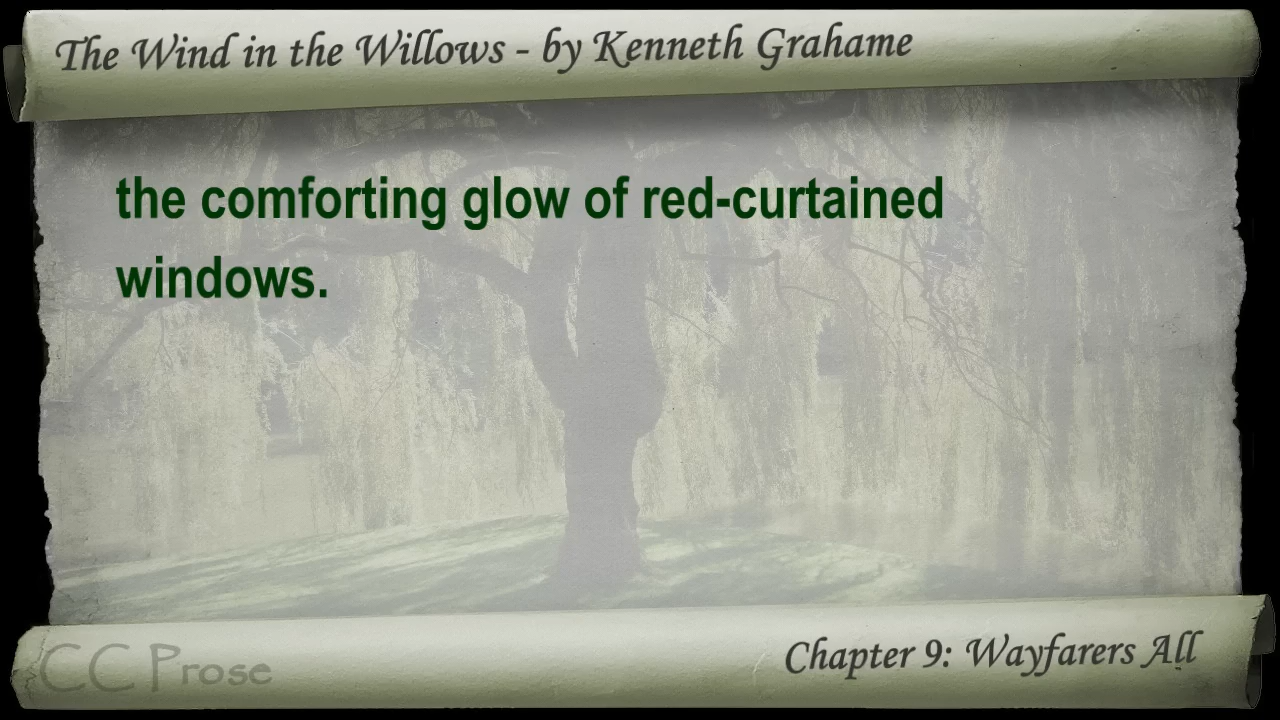 The Wind in the Willows - by Kenneth Grahame
the comforting glow of red-curtained
windows.
CC Prose
Chapter 9: Wayfarers All